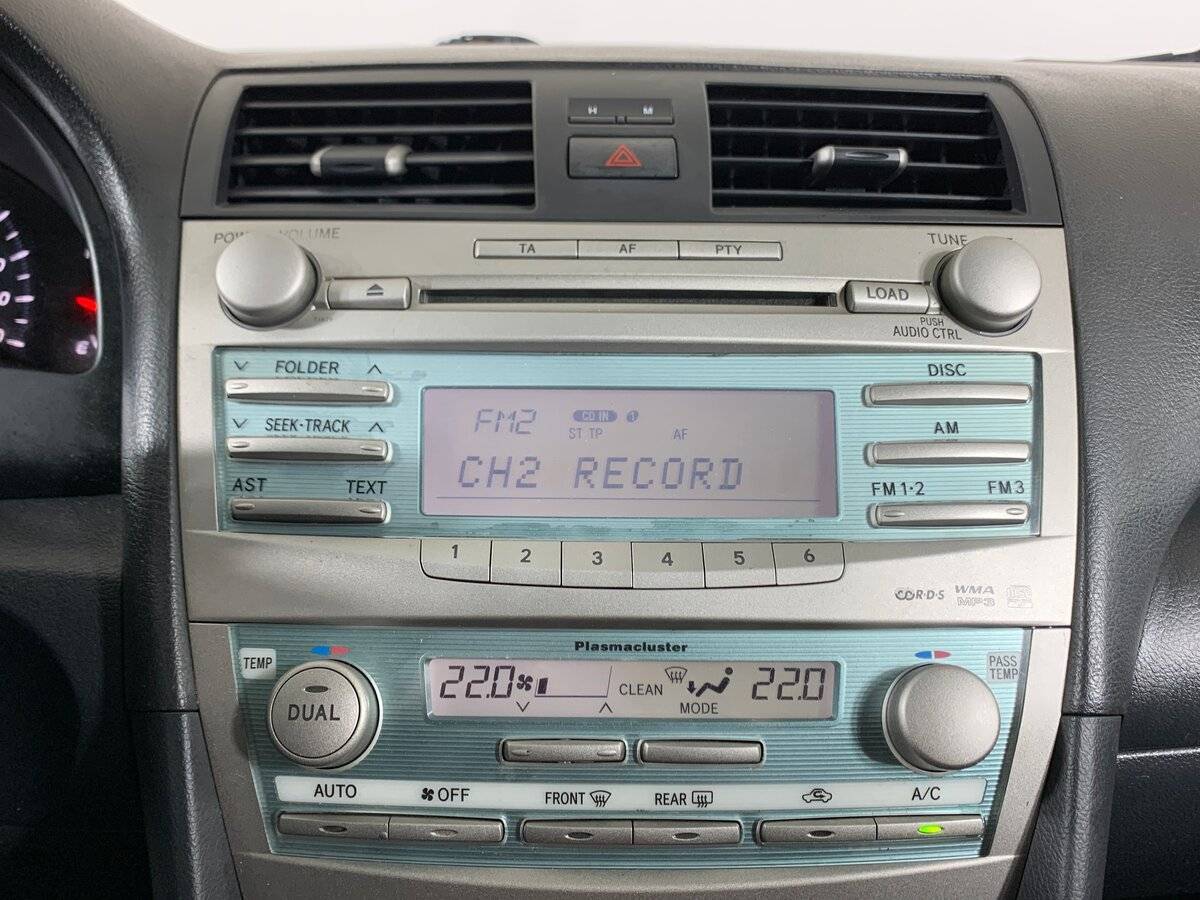 H M
VOLUME
TUNE
TA AF PTY
LOAD
PUSH
AUDIO CTRL
FOLDER
DISC
FM2 CD IN 1
ST TP AF
SEEK·TRACK
AM
CH2 RECORD
AST TEXT
FM1·2 FM3
1 2 3 4 5 6
CD R·D·S WMA
MP3
Plasmacluster
TEMP
PASS
TEMP
22.0 CLEAN 22.0
MODE
DUAL
AUTO OFF FRONT REAR A/C